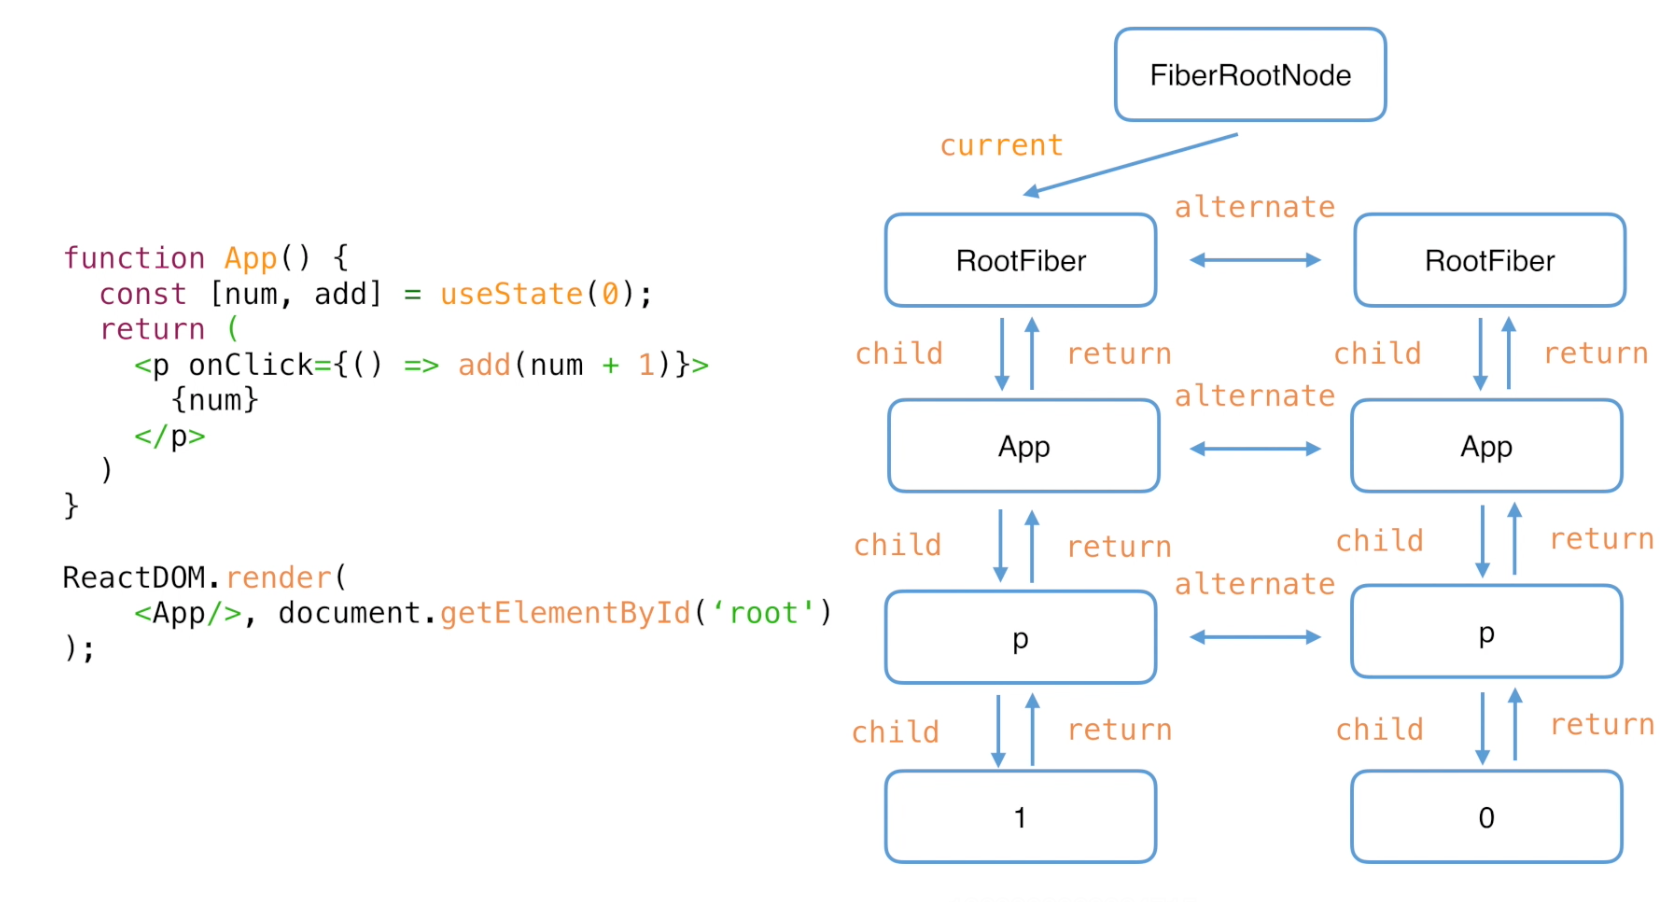 function App() {
const [num, add] = useState(0);
return (
<p onClick={() => add(num + 1)}>
{num}
</p>
)
}
ReactDOM.render(
<App/>, document.getElementById(‘root')
);
FiberRootNode
current
alternate
RootFiber
RootFiber
child
return
child
return
alternate
App
App
child
return
child
return
alternate
p
p
child
return
child
return
1
0